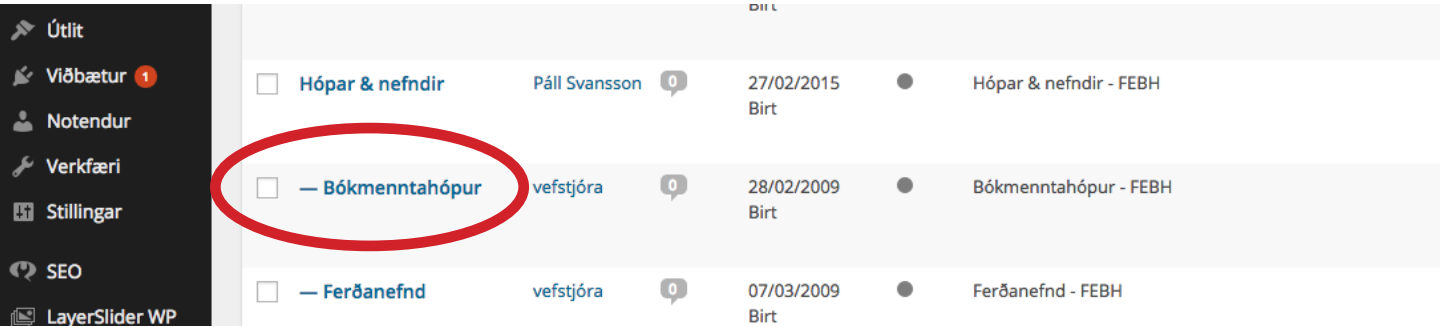 Útlit
Viðbætur 1
Notendur
Verkfæri
Stillingar
SEO
LayerSlider WP
Birt
Hópar & nefndir Páll Svansson 0 27/02/2015 Hópar & nefndir - FEBH
Birt
— Bókmenntahópur vefstjóra 0 28/02/2009 Bókmenntahópur - FEBH
Birt
— Ferðanefnd vefstjóra 0 07/03/2009 Ferðanefnd - FEBH
Birt